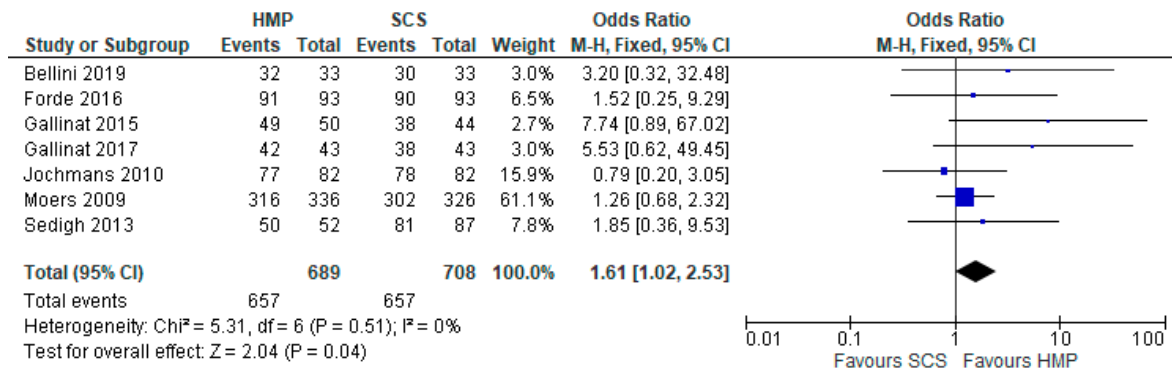 HMP SCS Odds Ratio Odds Ratio
Study or Subgroup Events Total Events Total Weight M-H, Fixed, 95% CI M-H, Fixed, 95% CI
Bellini 2019 32 33 30 33 3.0% 3.20 [0.32, 32.48]
Forde 2016 91 93 90 93 6.5% 1.52 [0.25, 9.29]
Gallinat 2015 49 50 38 44 2.7% 7.74 [0.89, 67.02]
Gallinat 2017 42 43 38 43 3.0% 5.53 [0.62, 49.45]
Jochmans 2010 77 82 78 82 15.9% 0.79 [0.20, 3.05]
Moers 2009 316 336 302 326 61.1% 1.26 [0.68, 2.32]
Sedigh 2013 50 52 81 87 7.8% 1.85 [0.36, 9.53]
Total (95% CI) 689 708 100.0% 1.61 [1.02, 2.53]
Total events 657 657
Heterogeneity: Chi² = 5.31, df = 6 (P = 0.51); I² = 0%
Test for overall effect: Z = 2.04 (P = 0.04)
0.01 0.1 1 10 100
Favours SCS Favours HMP